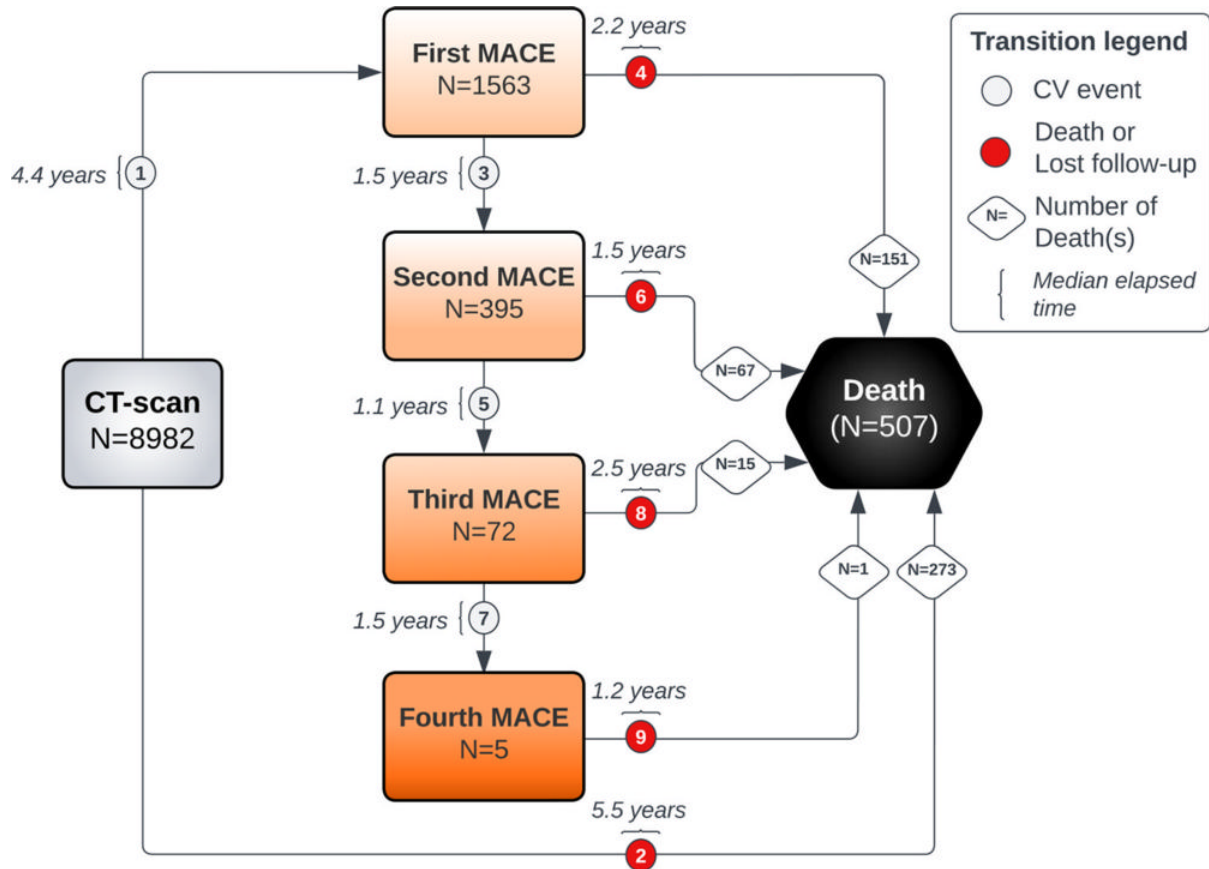 First MACE
N=1563
2.2 years
4
Transition legend
CV event
Death or
Lost follow-up
N=
Number of
Death(s)
Median elapsed
time
4.4 years
1
1.5 years
3
N=151
Second MACE
N=395
1.5 years
6
N=67
CT-scan
N=8982
Death
(N=507)
1.1 years
5
Third MACE
N=72
2.5 years
8
N=15
N=1
N=273
1.5 years
7
Fourth MACE
N=5
1.2 years
9
5.5 years
2